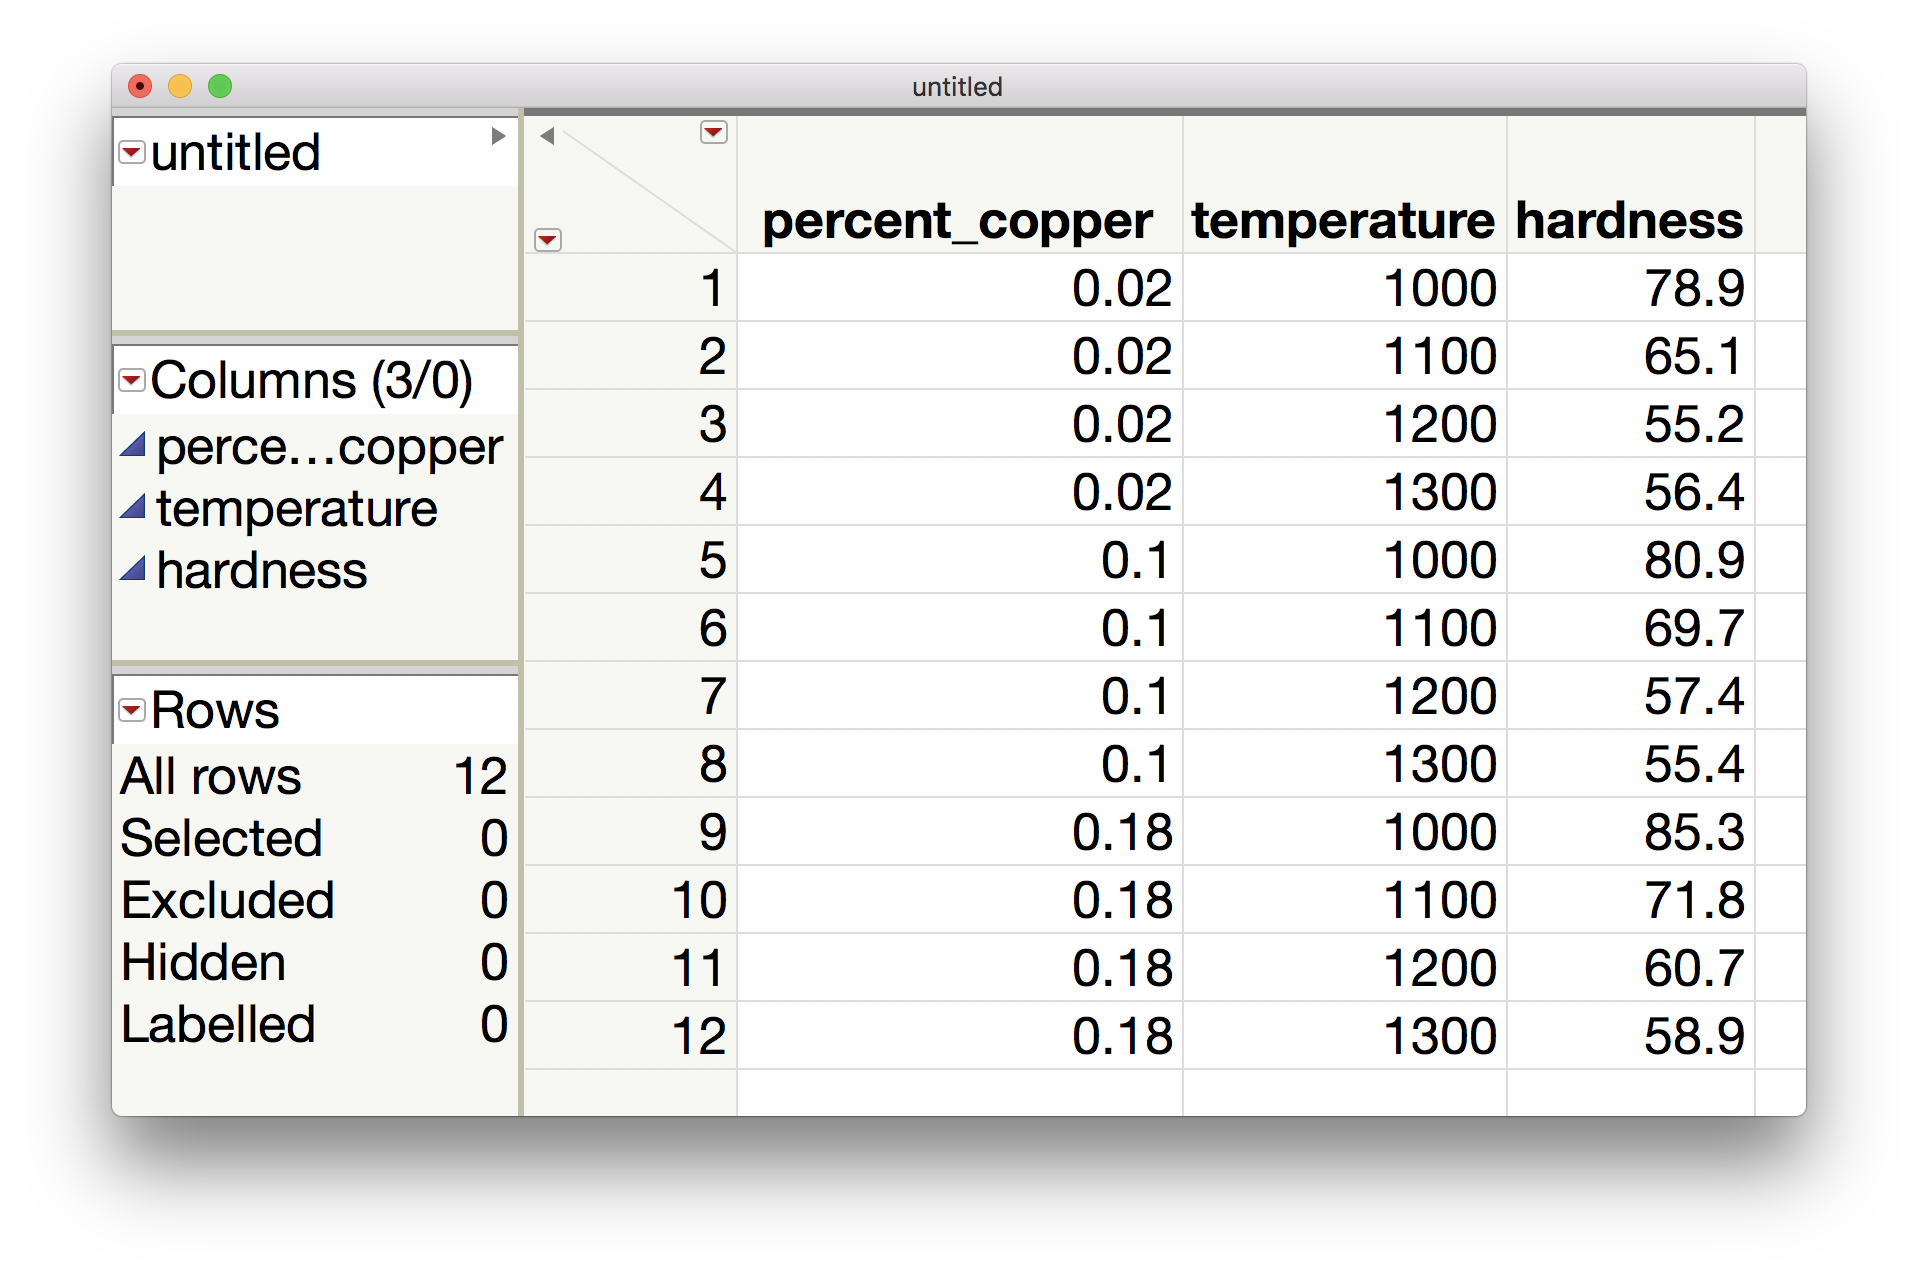 untitled
untitled
Columns (3/0)
perce...copper
temperature
hardness
Rows
All rows 12
Selected 0
Excluded 0
Hidden 0
Labelled 0
percent_copper temperature hardness
1 0.02 1000 78.9
2 0.02 1100 65.1
3 0.02 1200 55.2
4 0.02 1300 56.4
5 0.1 1000 80.9
6 0.1 1100 69.7
7 0.1 1200 57.4
8 0.1 1300 55.4
9 0.18 1000 85.3
10 0.18 1100 71.8
11 0.18 1200 60.7
12 0.18 1300 58.9